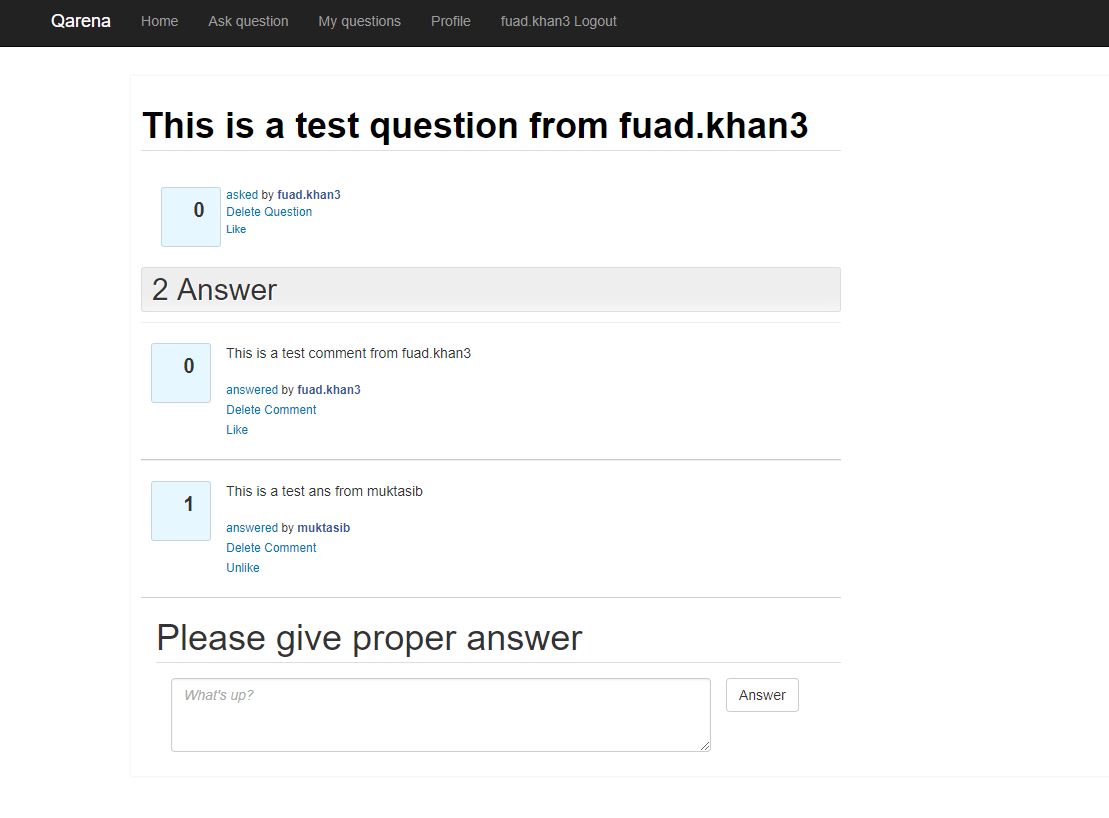 Qarena Home Ask question My questions Profile fuad.khan3 Logout
This is a test question from fuad.khan3
0
asked by fuad.khan3
Delete Question
Like
2 Answer
0
This is a test comment from fuad.khan3
answered by fuad.khan3
Delete Comment
Like
1
This is a test ans from muktasib
answered by muktasib
Delete Comment
Unlike
Please give proper answer
What's up? Answer